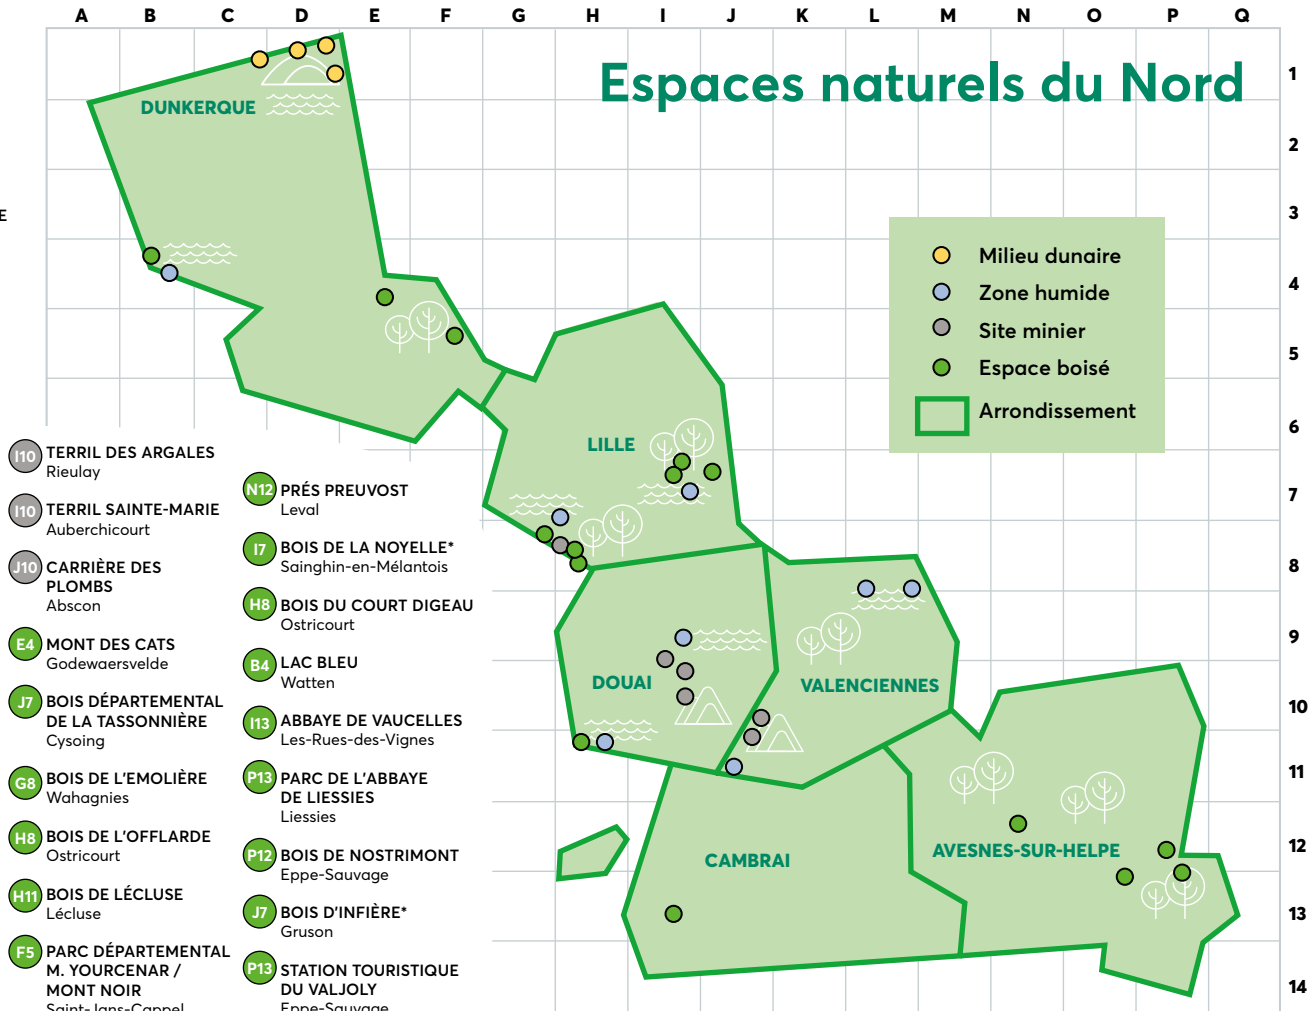 A B C D E F G H I J K L M N O P Q
Espaces naturels du Nord
1
2
3
4
5
6
7
8
9
10
11
12
13
14
DUNKERQUE
E
Milieu dunaire
Zone humide
Site minier
Espace boisé
Arrondissement
LILLE
DOUAI
VALENCIENNES
CAMBRAI
AVESNES-SUR-HELPE
I10 TERRIL DES ARGALES
Rieulay
I10 TERRIL SAINTE-MARIE
Auberchicourt
J10 CARRIÈRE DES
PLOMBS
Abscon
E4 MONT DES CATS
Godewaersvelde
J7 BOIS DÉPARTEMENTAL
DE LA TASSONNIÈRE
Cysoing
G8 BOIS DE L'EMOLIÈRE
Wahagnies
H8 BOIS DE L'OFFLARDE
Ostricourt
H11 BOIS DE LÉCLUSE
Lécluse
F5 PARC DÉPARTEMENTAL
M. YOURCENAR /
MONT NOIR
Saint-Jans-Cappel
N12 PRÉS PREUVOST
Leval
I7 BOIS DE LA NOYELLE*
Sainghin-en-Mélantois
H8 BOIS DU COURT DIGEAU
Ostricourt
B4 LAC BLEU
Watten
I13 ABBAYE DE VAUCELLES
Les-Rues-des-Vignes
P13 PARC DE L'ABBAYE
DE LIESSIES
Liessies
P12 BOIS DE NOSTRIMONT
Eppe-Sauvage
J7 BOIS D'INFIÈRE*
Gruson
P13 STATION TOURISTIQUE
DU VALJOLY
Eppe-Sauvage